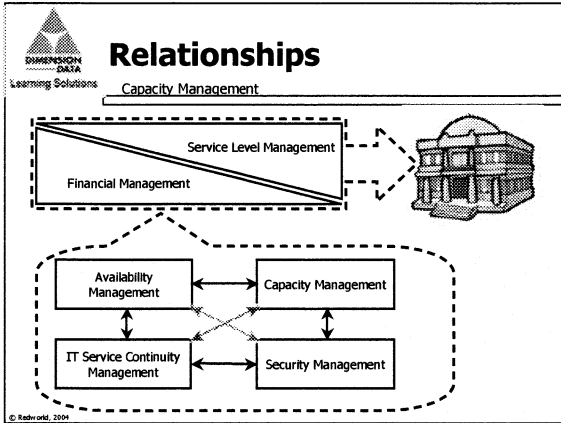 DIMENSION
DATA
Learning Solutions
Relationships
Capacity Management
Service Level Management
Financial Management
Availability
Management
Capacity Management
IT Service Continuity
Management
Security Management
© Redworld, 2004